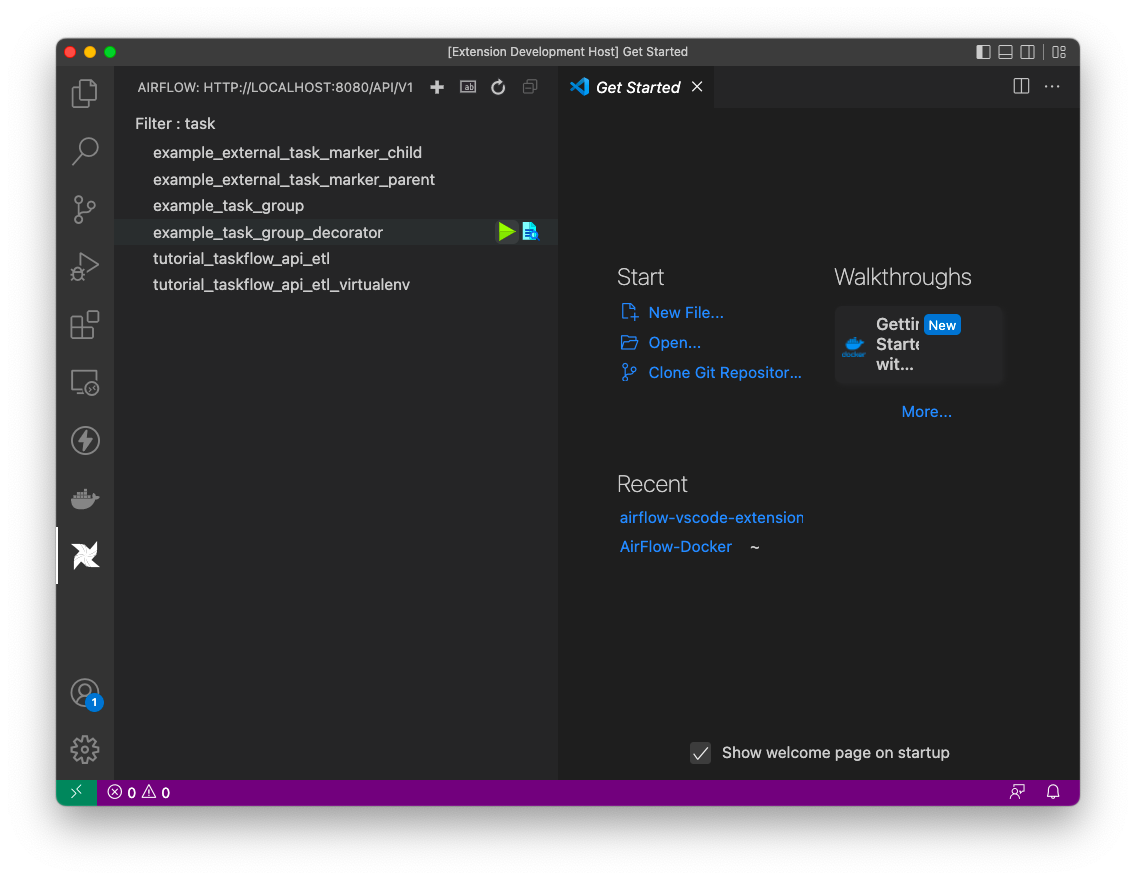 [Extension Development Host] Get Started
AIRFLOW: HTTP://LOCALHOST:8080/API/V1
ab
Get Started
Filter : task
example_external_task_marker_child
example_external_task_marker_parent
example_task_group
example_task_group_decorator
tutorial_taskflow_api_etl
tutorial_taskflow_api_etl_virtualenv
Start
New File...
Open...
Clone Git Repositor...
Walkthroughs
docker
Gettin
New
Starte
wit...
More...
Recent
airflow-vscode-extension
AirFlow-Docker ~
1
Show welcome page on startup
0 0